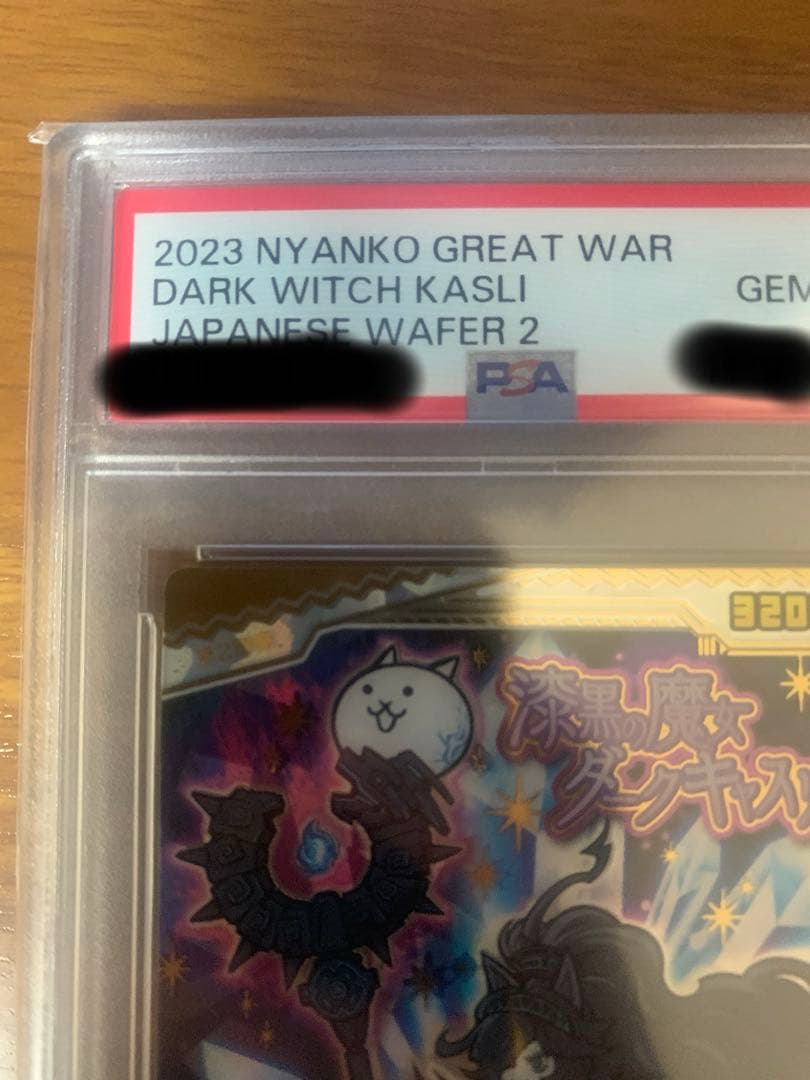 2023 NYANKO GREAT WAR
DARK WITCH KASLI
GEM
JAPANESE WAFER 2
PSA
320
漆黒の魔女
ダークキャスリ